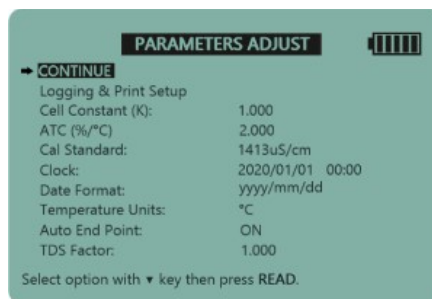 PARAMETERS ADJUST
➡ CONTINUE
Logging & Print Setup
Cell Constant (K): 1.000
ATC (%/°C) 2.000
Cal Standard: 1413uS/cm
Clock: 2020/01/01 00:00
Date Format: yyyy/mm/dd
Temperature Units: °C
Auto End Point: ON
TDS Factor: 1.000
Select option with ▼ key then press READ.